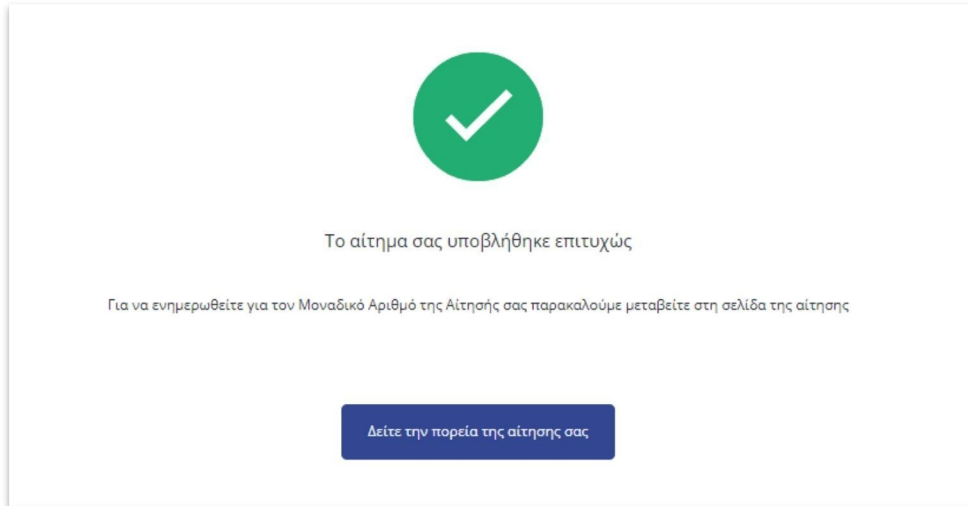 Το αίτημα σας υποβλήθηκε επιτυχώς
Για να ενημερωθείτε για τον Μοναδικό Αριθμό της Αίτησής σας παρακαλούμε μεταβείτε στη σελίδα της αίτησης
Δείτε την πορεία της αίτησης σας